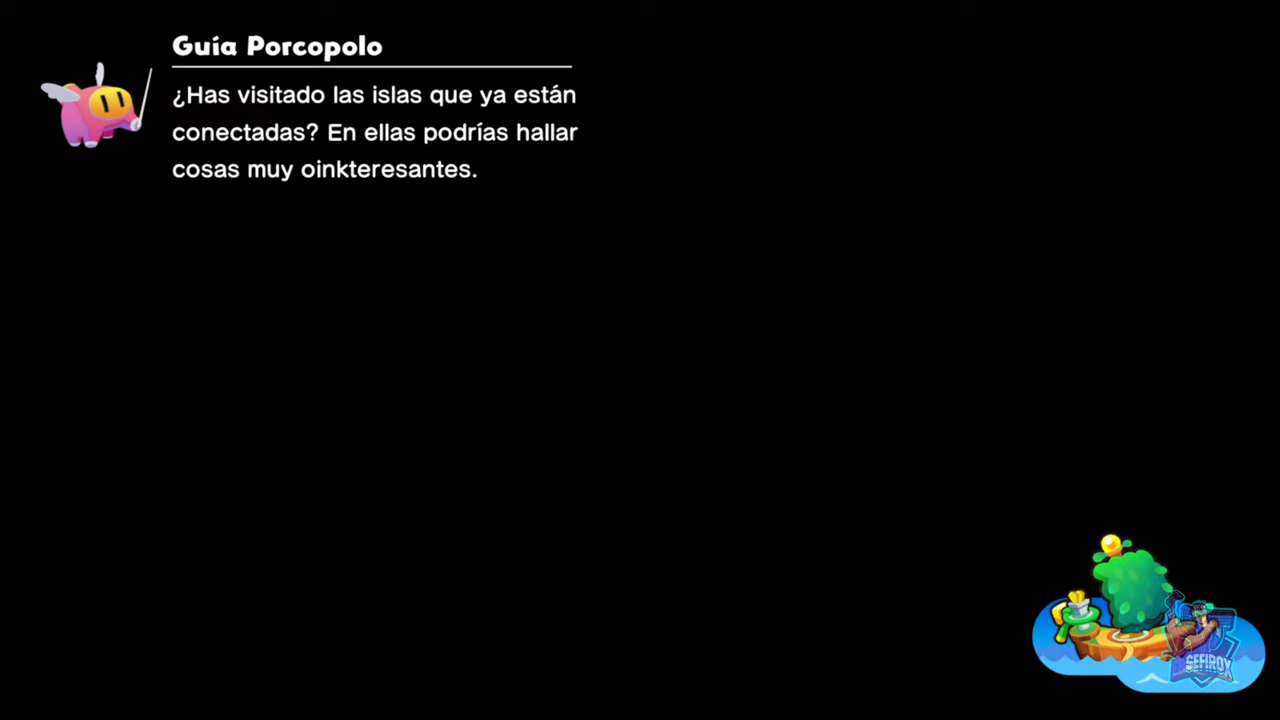 Guía Porcopolo
¿Has visitado las islas que ya están
conectadas? En ellas podrías hallar
cosas muy oinkteresantes.
SEFIROX